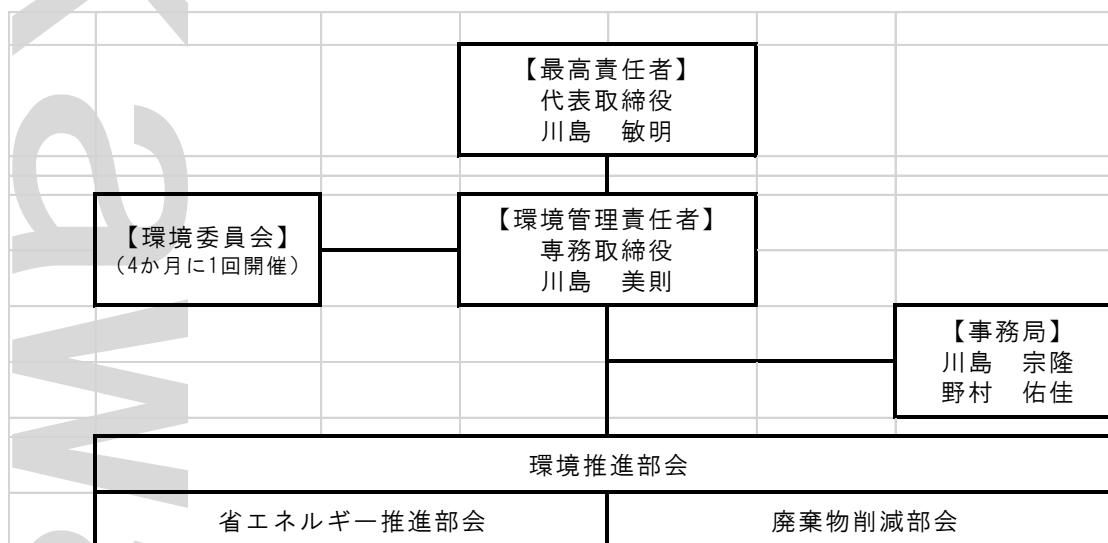 【最高責任者】
代表取締役
川島　敏明
【環境委員会】
（4か月に1回開催）
【環境管理責任者】
専務取締役
川島　美則
【事務局】
川島　宗隆
野村　佑佳
環境推進部会
省エネルギー推進部会
廃棄物削減部会